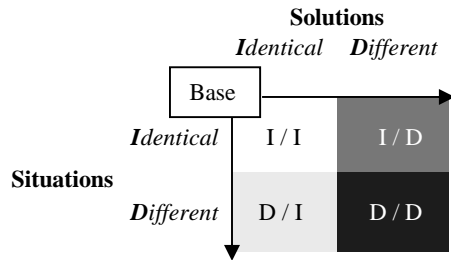 Solutions
Identical Different
Base
Identical I / I I / D
Situations
Different D / I D / D